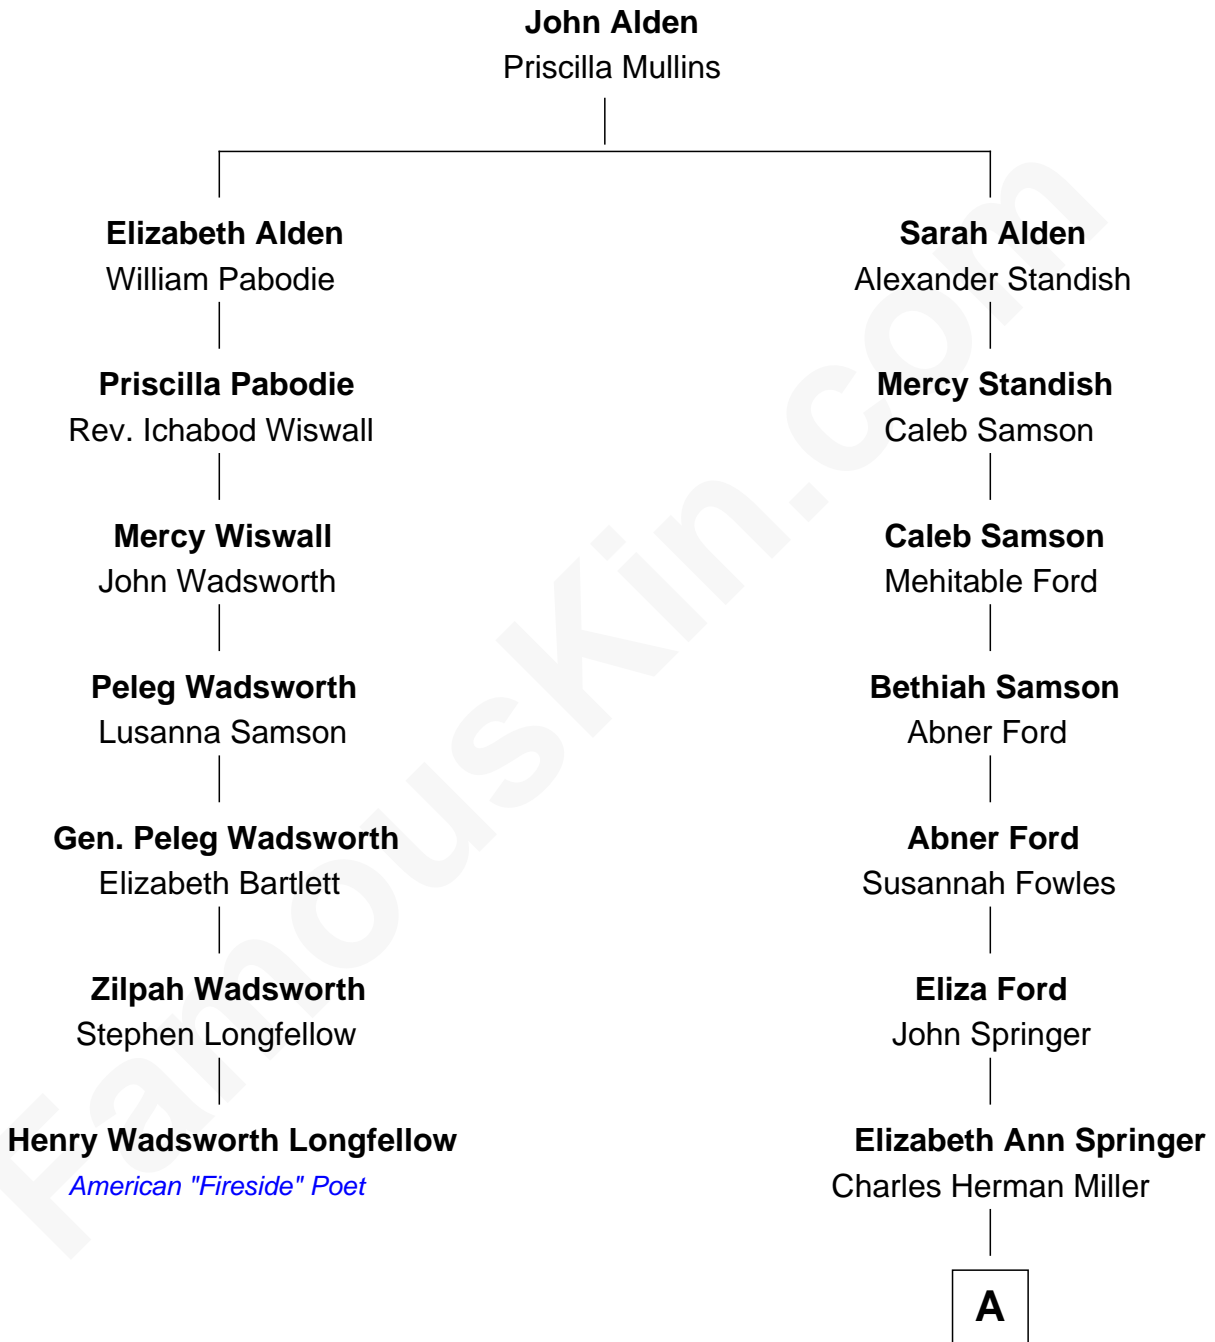 John Alden
Priscilla Mullins
Elizabeth Alden
William Pabodie
Sarah Alden
Alexander Standish
Priscilla Pabodie
Rev. Ichabod Wiswall
Mercy Standish
Caleb Samson
Mercy Wiswall
John Wadsworth
Caleb Samson
Mehitable Ford
Peleg Wadsworth
Lusanna Samson
Bethiah Samson
Abner Ford
Gen. Peleg Wadsworth
Elizabeth Bartlett
Abner Ford
Susannah Fowles
Zilpah Wadsworth
Stephen Longfellow
Eliza Ford
John Springer
Henry Wadsworth Longfellow
American "Fireside" Poet
Elizabeth Ann Springer
Charles Herman Miller
A
FamousKin.com